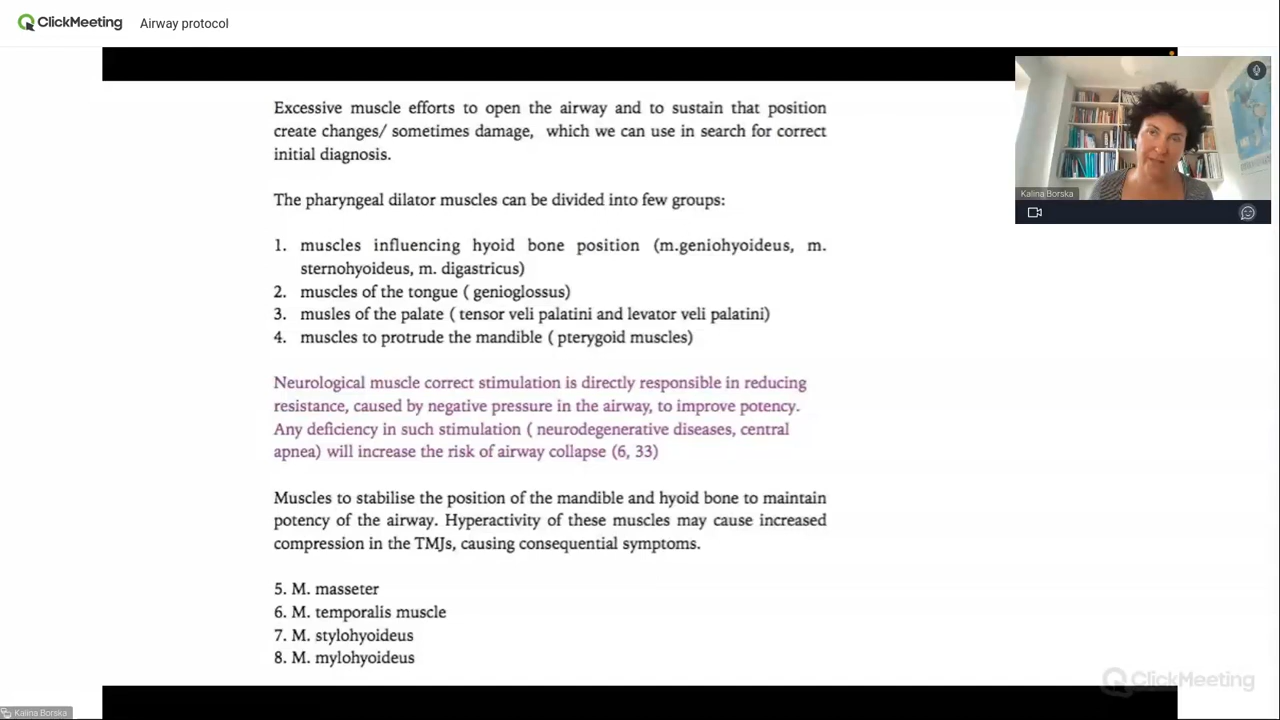 ClickMeeting Airway protocol
Excessive muscle efforts to open the airway and to sustain that position
create changes/ sometimes damage, which we can use in search for correct
initial diagnosis.
The pharyngeal dilator muscles can be divided into few groups:
1. muscles influencing hyoid bone position (m.geniohyoideus, m.
sternohyoideus, m. digastricus)
2. muscles of the tongue ( genioglossus)
3. musles of the palate ( tensor veli palatini and levator veli palatini)
4. muscles to protrude the mandible ( pterygoid muscles)
Neurological muscle correct stimulation is directly responsible in reducing
resistance, caused by negative pressure in the airway, to improve potency.
Any deficiency in such stimulation ( neurodegenerative diseases, central
apnea) will increase the risk of airway collapse (6, 33)
Muscles to stabilise the position of the mandible and hyoid bone to maintain
potency of the airway. Hyperactivity of these muscles may cause increased
compression in the TMJs, causing consequential symptoms.
5. M. masseter
6. M. temporalis muscle
7. M. stylohyoideus
8. M. mylohyoideus
Kalina Borska
ClickMeeting
Kalina Borska